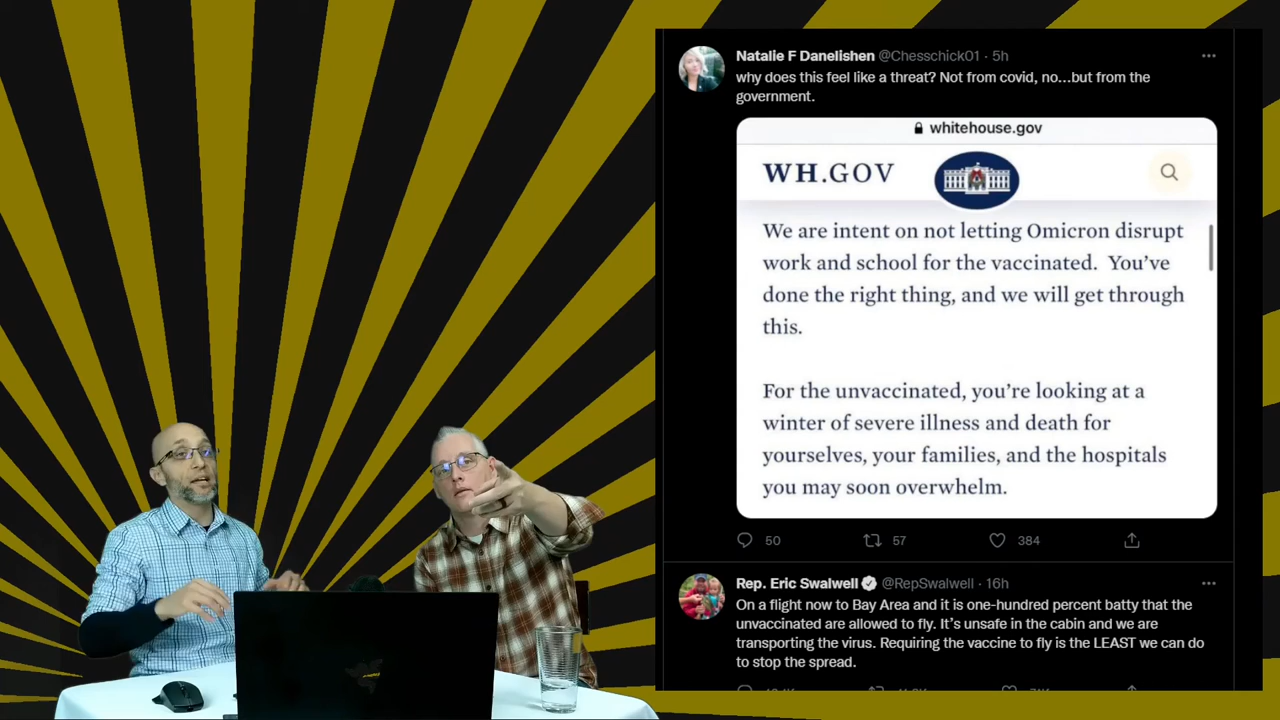 Natalie F Danelishen @Chesschick01 · 5h
why does this feel like a threat? Not from covid, no...but from the
government.
whitehouse.gov
WH.GOV
We are intent on not letting Omicron disrupt
work and school for the vaccinated. You've
done the right thing, and we will get through
this.
For the unvaccinated, you're looking at a
winter of severe illness and death for
yourselves, your families, and the hospitals
you may soon overwhelm.
50 57 384
Rep. Eric Swalwell @RepSwalwell · 16h
On a flight now to Bay Area and it is one-hundred percent batty that the
unvaccinated are allowed to fly. It's unsafe in the cabin and we are
transporting the virus. Requiring the vaccine to fly is the LEAST we can do
to stop the spread.